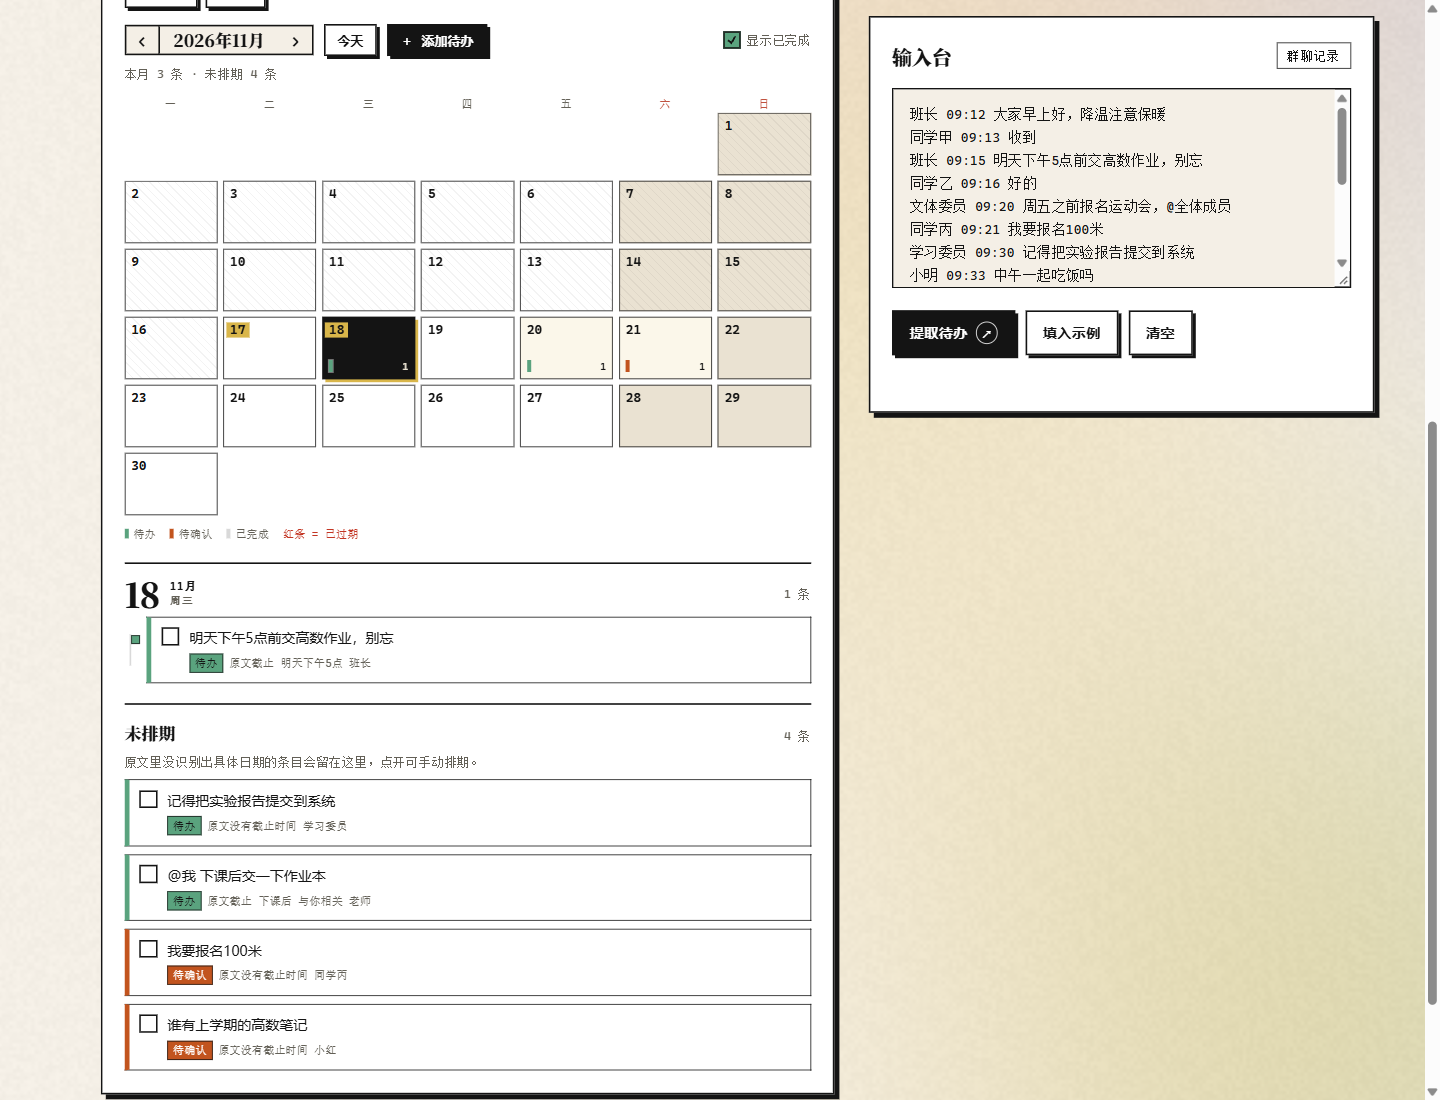 ‹ 2026年11月 › 今天 + 添加待办 显示已完成
本月 3 条 · 未排期 4 条
一 二 三 四 五 六 日
1
2 3 4 5 6 7 8
9 10 11 12 13 14 15
16 17 18 19 20 21 22
1 1 1
23 24 25 26 27 28 29
30
待办 待确认 已完成 红条 = 已过期
18 11月 周三 1 条
明天下午5点前交高数作业，别忘
待办 原文截止 明天下午5点 班长
未排期 4 条
原文里没识别出具体日期的条目会留在这里，点开可手动排期。
记得把实验报告提交到系统
待办 原文没有截止时间 学习委员
@我 下课后交一下作业本
待办 原文截止 下课后 与你相关 老师
我要报名100米
待确认 原文没有截止时间 同学丙
谁有上学期的高数笔记
待确认 原文没有截止时间 小红
输入台 群聊记录
班长 09:12 大家早上好，降温注意保暖
同学甲 09:13 收到
班长 09:15 明天下午5点前交高数作业，别忘
同学乙 09:16 好的
文体委员 09:20 周五之前报名运动会，@全体成员
同学丙 09:21 我要报名100米
学习委员 09:30 记得把实验报告提交到系统
小明 09:33 中午一起吃饭吗
提取待办 ↗ 填入示例 清空